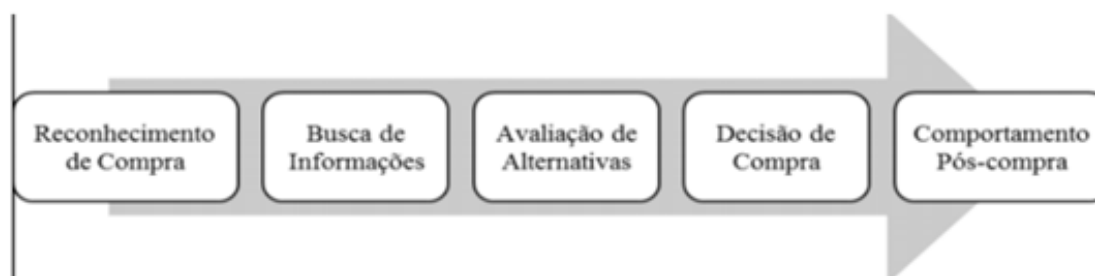 Reconhecimento
de Compra
Busca de
Informações
Avaliação de
Alternativas
Decisão de
Compra
Comportamento
Pós-compra